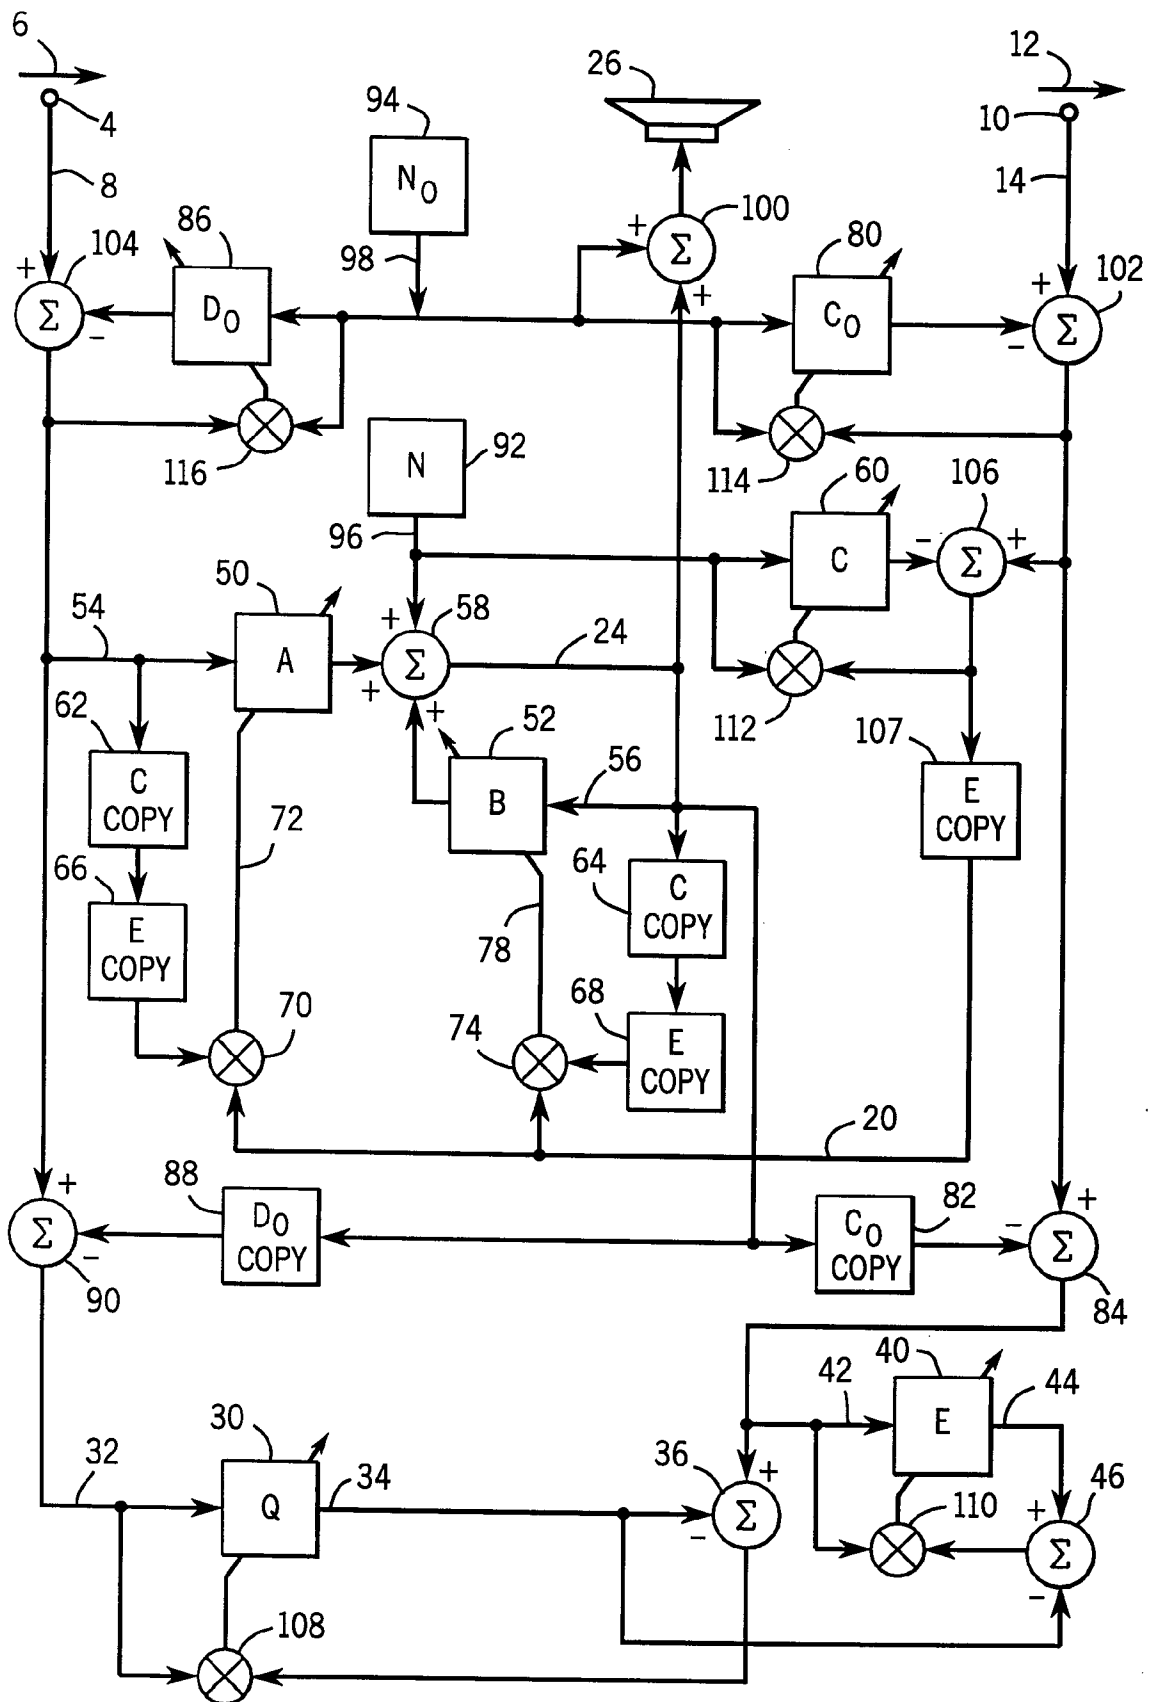 6
12
26
94
4
10
8
N0
14
100
86
98
80
104
+
+
+
102
Σ
D0
Σ
+
C0
Σ
-
-
N
92
116
114
60
106
96
C
-
Σ
+
50
54
+
58
24
A
Σ
+
+
62
52
112
107
C
COPY
72
B
56
E
COPY
66
64
C
COPY
E
COPY
78
70
74
68
E
COPY
20
88
+
D0
COPY
82
+
Σ
-
C0
COPY
-
Σ
90
84
40
42
44
30
E
32
34
36
+
46
Q
-
Σ
110
+
Σ
-
108